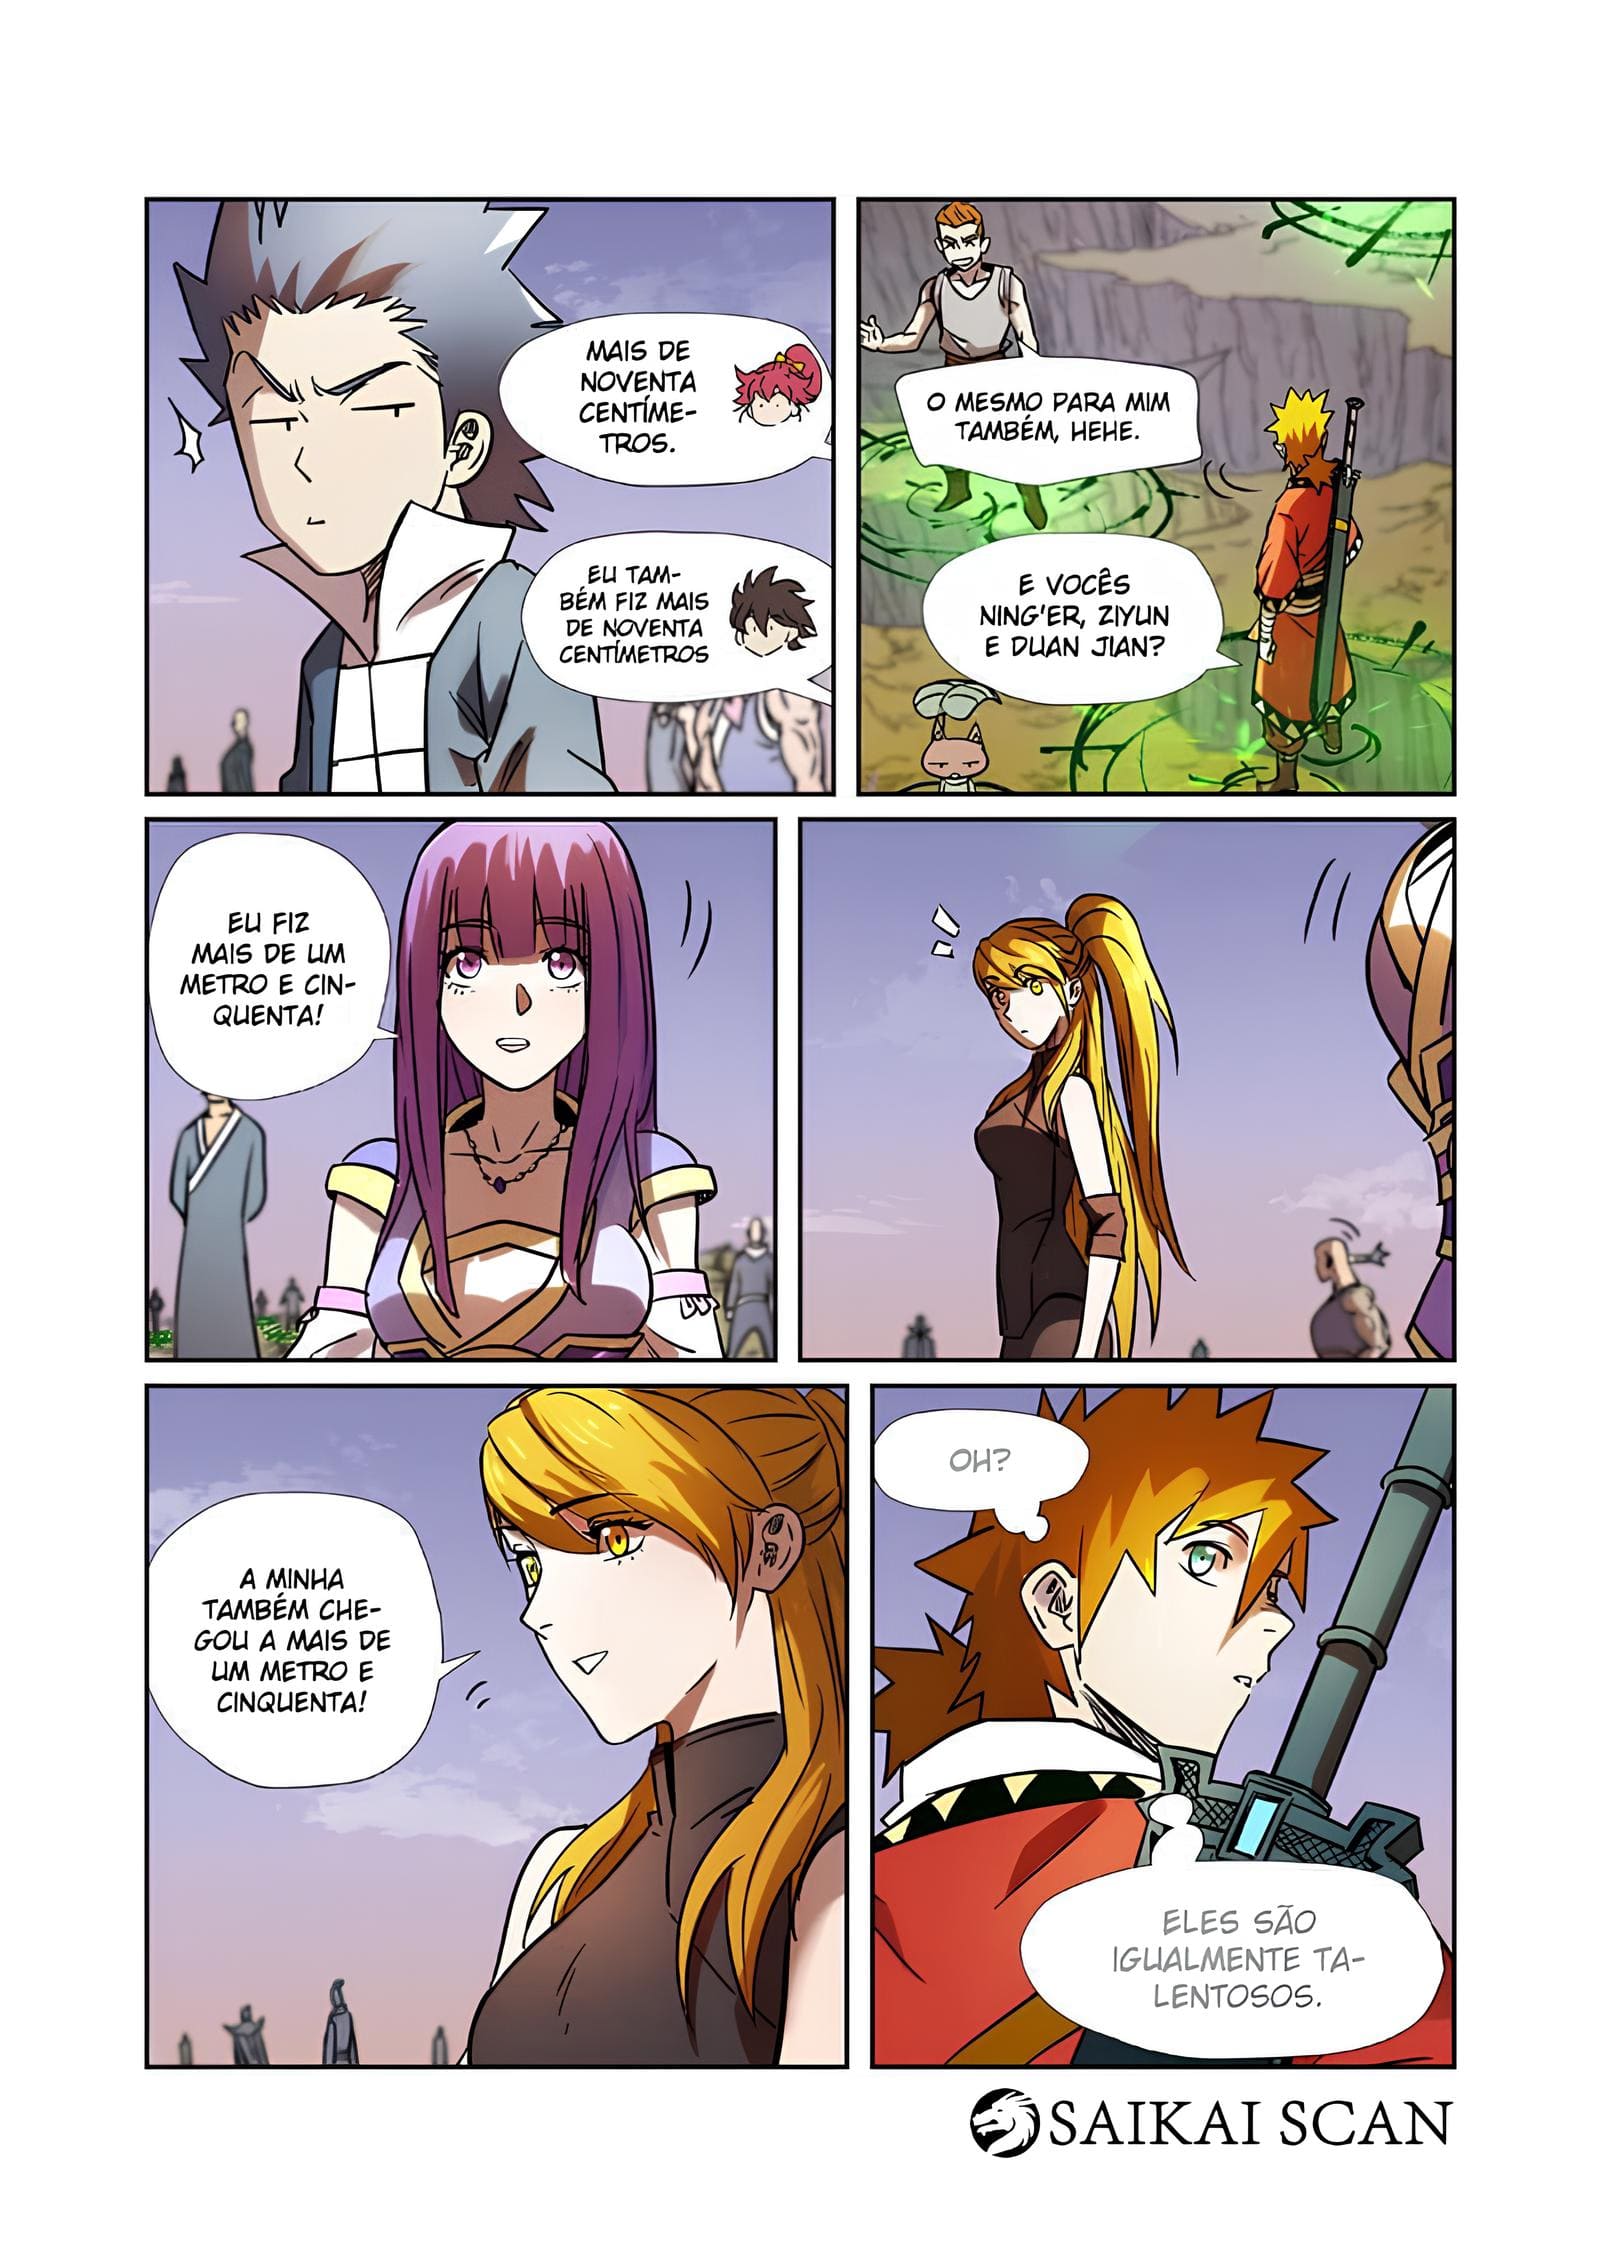 MAIS DE
NOVENTA
CENTÍME-
TROS.
EU TAM-
BÉM FIZ MAIS
DE NOVENTA
CENTÍMETROS
O MESMO PARA MIM
TAMBÉM, HEHE.
E VOCÊS
NING'ER, ZIYUN
E DUAN JIAN?
EU FIZ
MAIS DE UM
METRO E CIN-
QUENTA!
A MINHA
TAMBÉM CHE-
GOU A MAIS DE
UM METRO E
CINQUENTA!
OH?
ELES SÃO
IGUALMENTE TA-
LENTOSOS.
SAIKAI SCAN